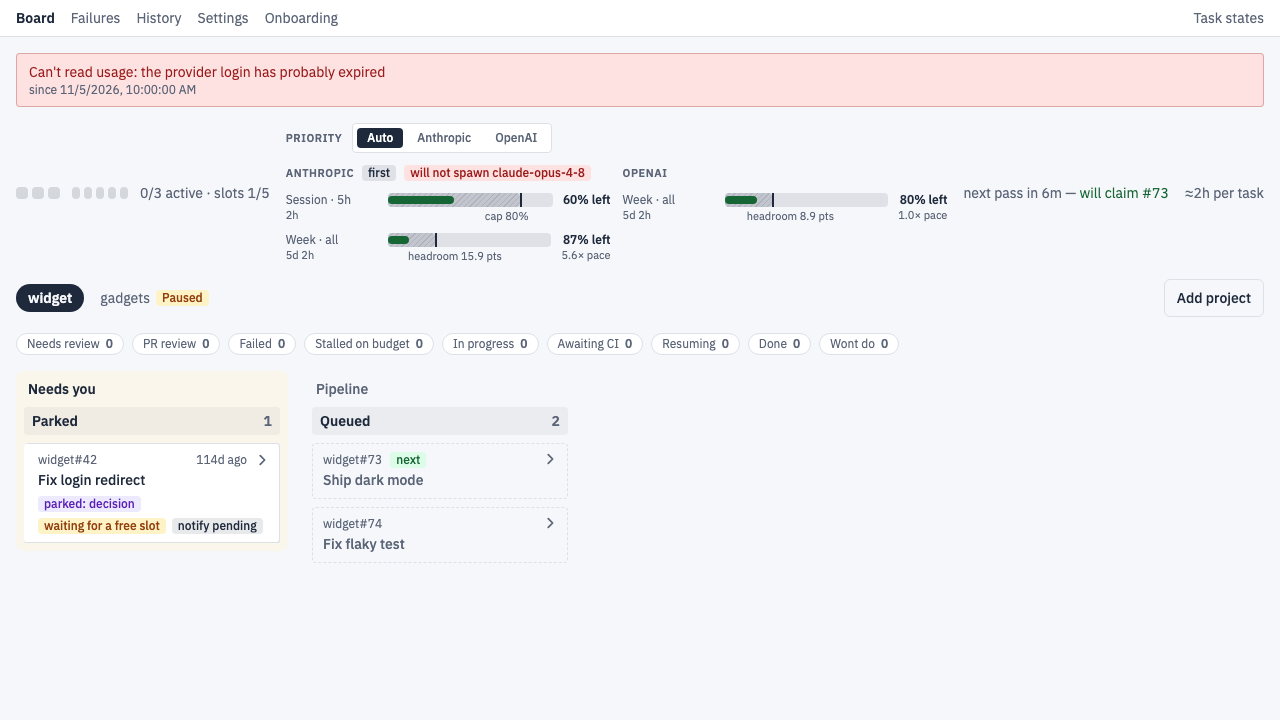 Board Failures History Settings Onboarding Task states
Can't read usage: the provider login has probably expired
since 11/5/2026, 10:00:00 AM
PRIORITY Auto Anthropic OpenAI
0/3 active · slots 1/5
ANTHROPIC first will not spawn claude-opus-4-8
Session · 5h 60% left
2h cap 80%
Week · all 87% left
5d 2h headroom 15.9 pts 5.6× pace
OPENAI
Week · all 80% left
5d 2h headroom 8.9 pts 1.0× pace
next pass in 6m — will claim #73 ≈2h per task
widget gadgets Paused Add project
Needs review 0 PR review 0 Failed 0 Stalled on budget 0 In progress 0 Awaiting CI 0 Resuming 0 Done 0 Wont do 0
Needs you
Parked 1
widget#42 114d ago
Fix login redirect
parked: decision
waiting for a free slot notify pending
Pipeline
Queued 2
widget#73 next
Ship dark mode
widget#74
Fix flaky test